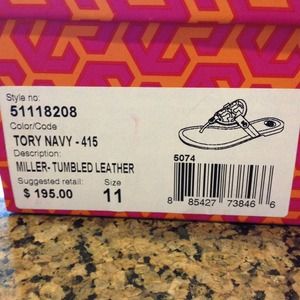 Style no:
51118208
Color/Code
TORY NAVY - 415
Description:
MILLER- TUMBLED LEATHER
Suggested retail: Size
$ 195.00 11
5074
8 85427 73846 6